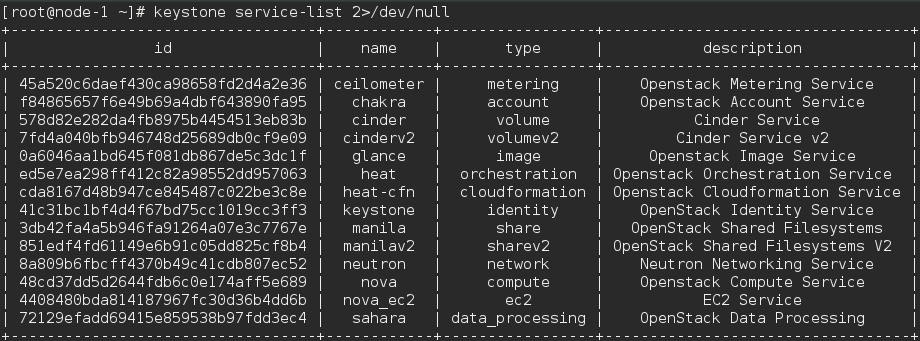 [root@node-1 ~]# keystone service-list 2>/dev/null
+----------------------------------+------------+-----------------+----------------------------------+
| id | name | type | description |
+----------------------------------+------------+-----------------+----------------------------------+
| 45a520c6daef430ca98658fd2d4a2e36 | ceilometer | metering | Openstack Metering Service |
| f84865657f6e49b69a4dbf643890fa95 | chakra | account | Openstack Account Service |
| 578d82e282da4fb8975b4454513eb83b | cinder | volume | Cinder Service |
| 7fd4a040bfb946748d25689db0cf9e09 | cinderv2 | volumev2 | Cinder Service v2 |
| 0a6046aa1bd645f081db867de5c3dc1f | glance | image | Openstack Image Service |
| ed5e7ea298ff412c82a98552dd957063 | heat | orchestration | Openstack Orchestration Service |
| cda8167d48b947ce845487c022be3c8e | heat-cfn | cloudformation | Openstack Cloudformation Service |
| 41c31bc1bf4d4f67bd75cc1019cc3ff3 | keystone | identity | OpenStack Identity Service |
| 3db42fa4a5b946fa91264a07e3c7767e | manila | share | OpenStack Shared Filesystems |
| 851edf4fd61149e6b91c05dd825cf8b4 | manilav2 | sharev2 | OpenStack Shared Filesystems V2 |
| 8a809b6fbcff4370b49c41cdb807ec52 | neutron | network | Neutron Networking Service |
| 48cd37dd5d2644fdb6c0e174aff5e689 | nova | compute | Openstack Compute Service |
| 4408480bda814187967fc30d36b4dd6b | nova_ec2 | ec2 | EC2 Service |
| 72129efadd69415e859538b97fdd3ec4 | sahara | data_processing | OpenStack Data Processing |
+----------------------------------+------------+-----------------+----------------------------------+